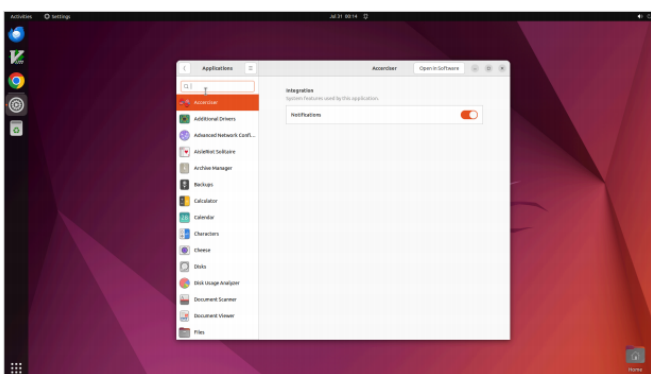 Activities Settings Jul 31 00:14
Applications Accerciser Open in Software
Accerciser
Additional Drivers
Advanced Network Confi...
AisleRiot Solitaire
Archive Manager
Backups
Calculator
Calendar
Characters
Cheese
Disks
Disk Usage Analyzer
Document Scanner
Document Viewer
Files
Integration
System features used by this application.
Notifications
Home